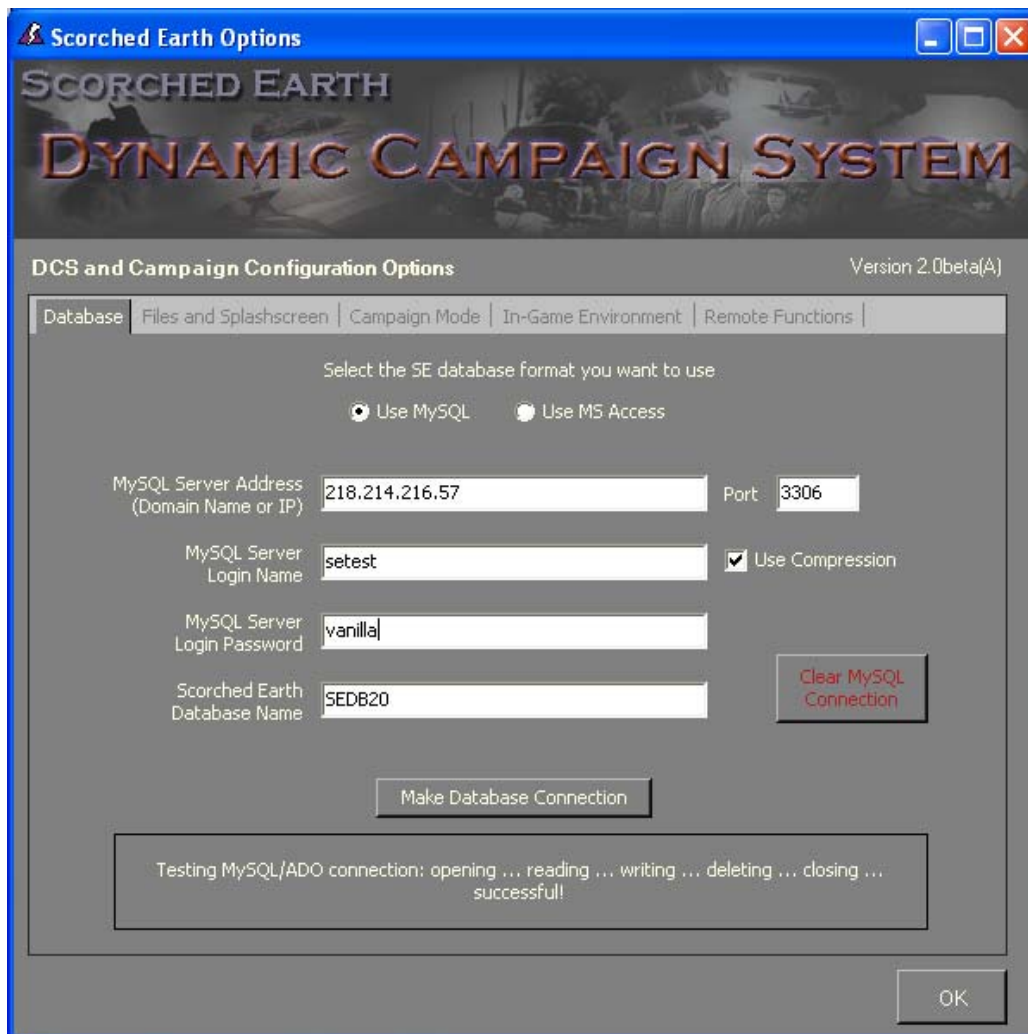 Scorched Earth Options
SCORCHED EARTH
DYNAMIC CAMPAIGN SYSTEM
DCS and Campaign Configuration Options
Version 2.0beta(A)
Database | Files and Splashscreen | Campaign Mode | In-Game Environment | Remote Functions |
Select the SE database format you want to use
Use MySQL Use MS Access
MySQL Server Address
(Domain Name or IP)
218.214.216.57
Port 3306
MySQL Server
Login Name
setest
Use Compression
MySQL Server
Login Password
vanilla
Scorched Earth
Database Name
SEDB20
Clear MySQL
Connection
Make Database Connection
Testing MySQL/ADO connection: opening ... reading ... writing ... deleting ... closing ...
successful!
OK